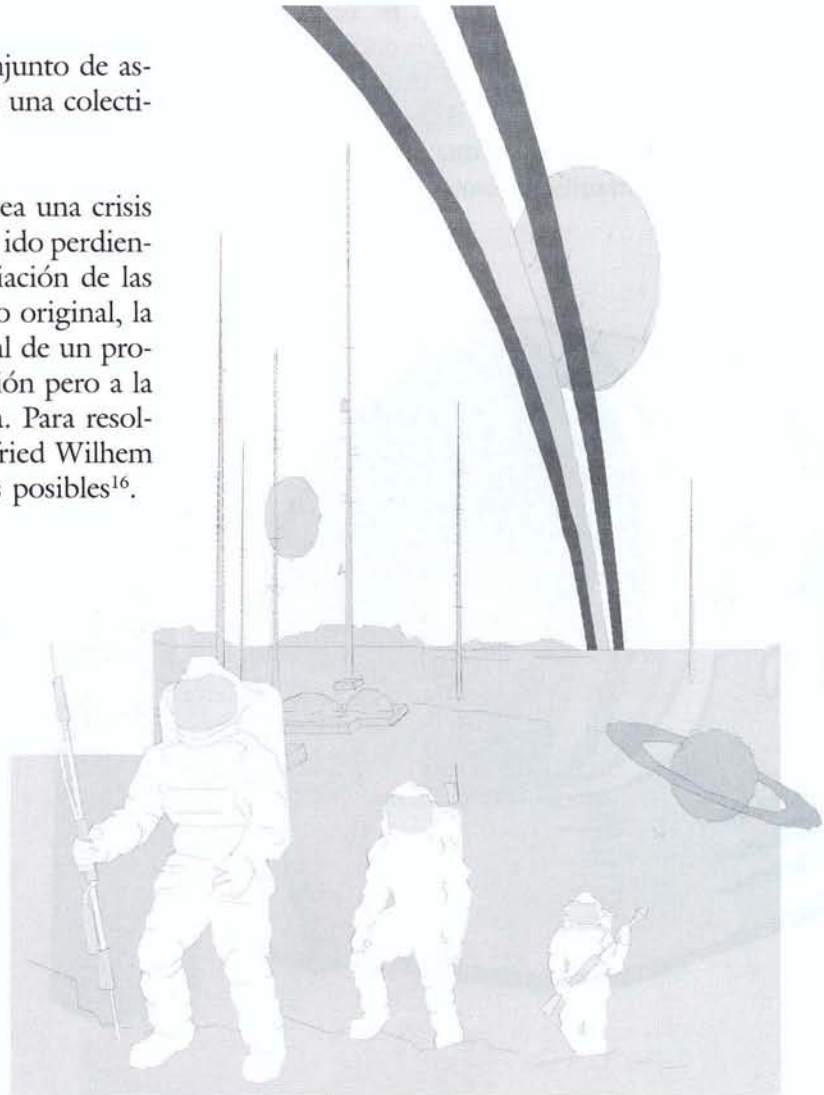 njunto de as-
una colecti-
ea una crisis
ido perdien-
iación de las
o original, la
al de un pro-
ión pero a la
a. Para resol-
ried Wilhem
s posibles¹⁶.